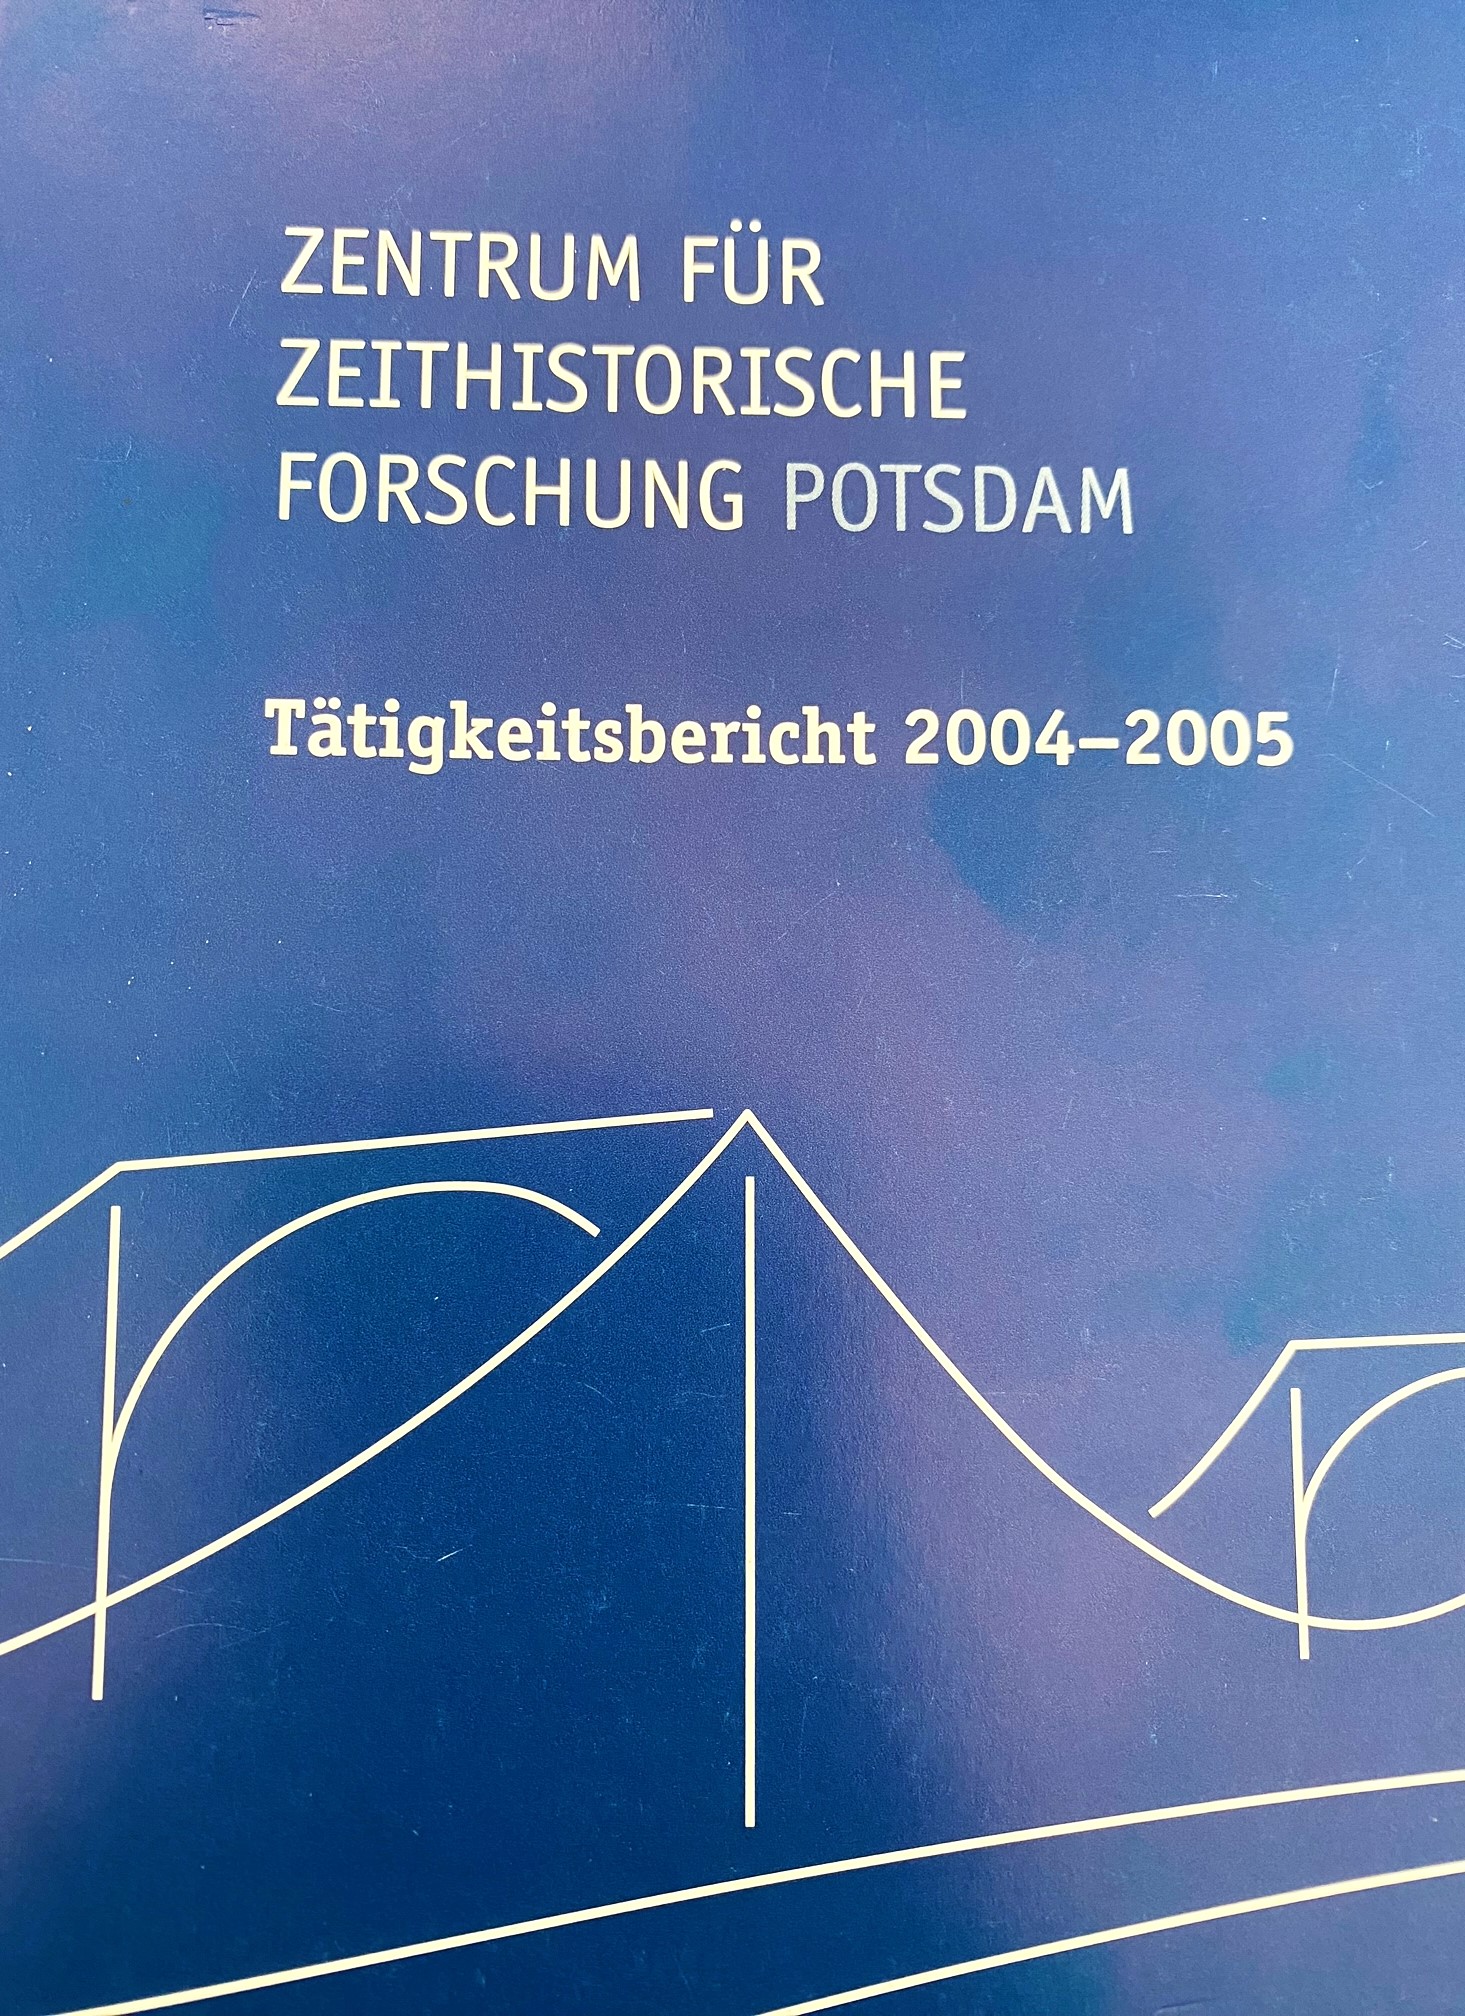 ZENTRUM FÜR
ZEITHISTORISCHE
FORSCHUNG POTSDAM
Tätigkeitsbericht 2004–2005